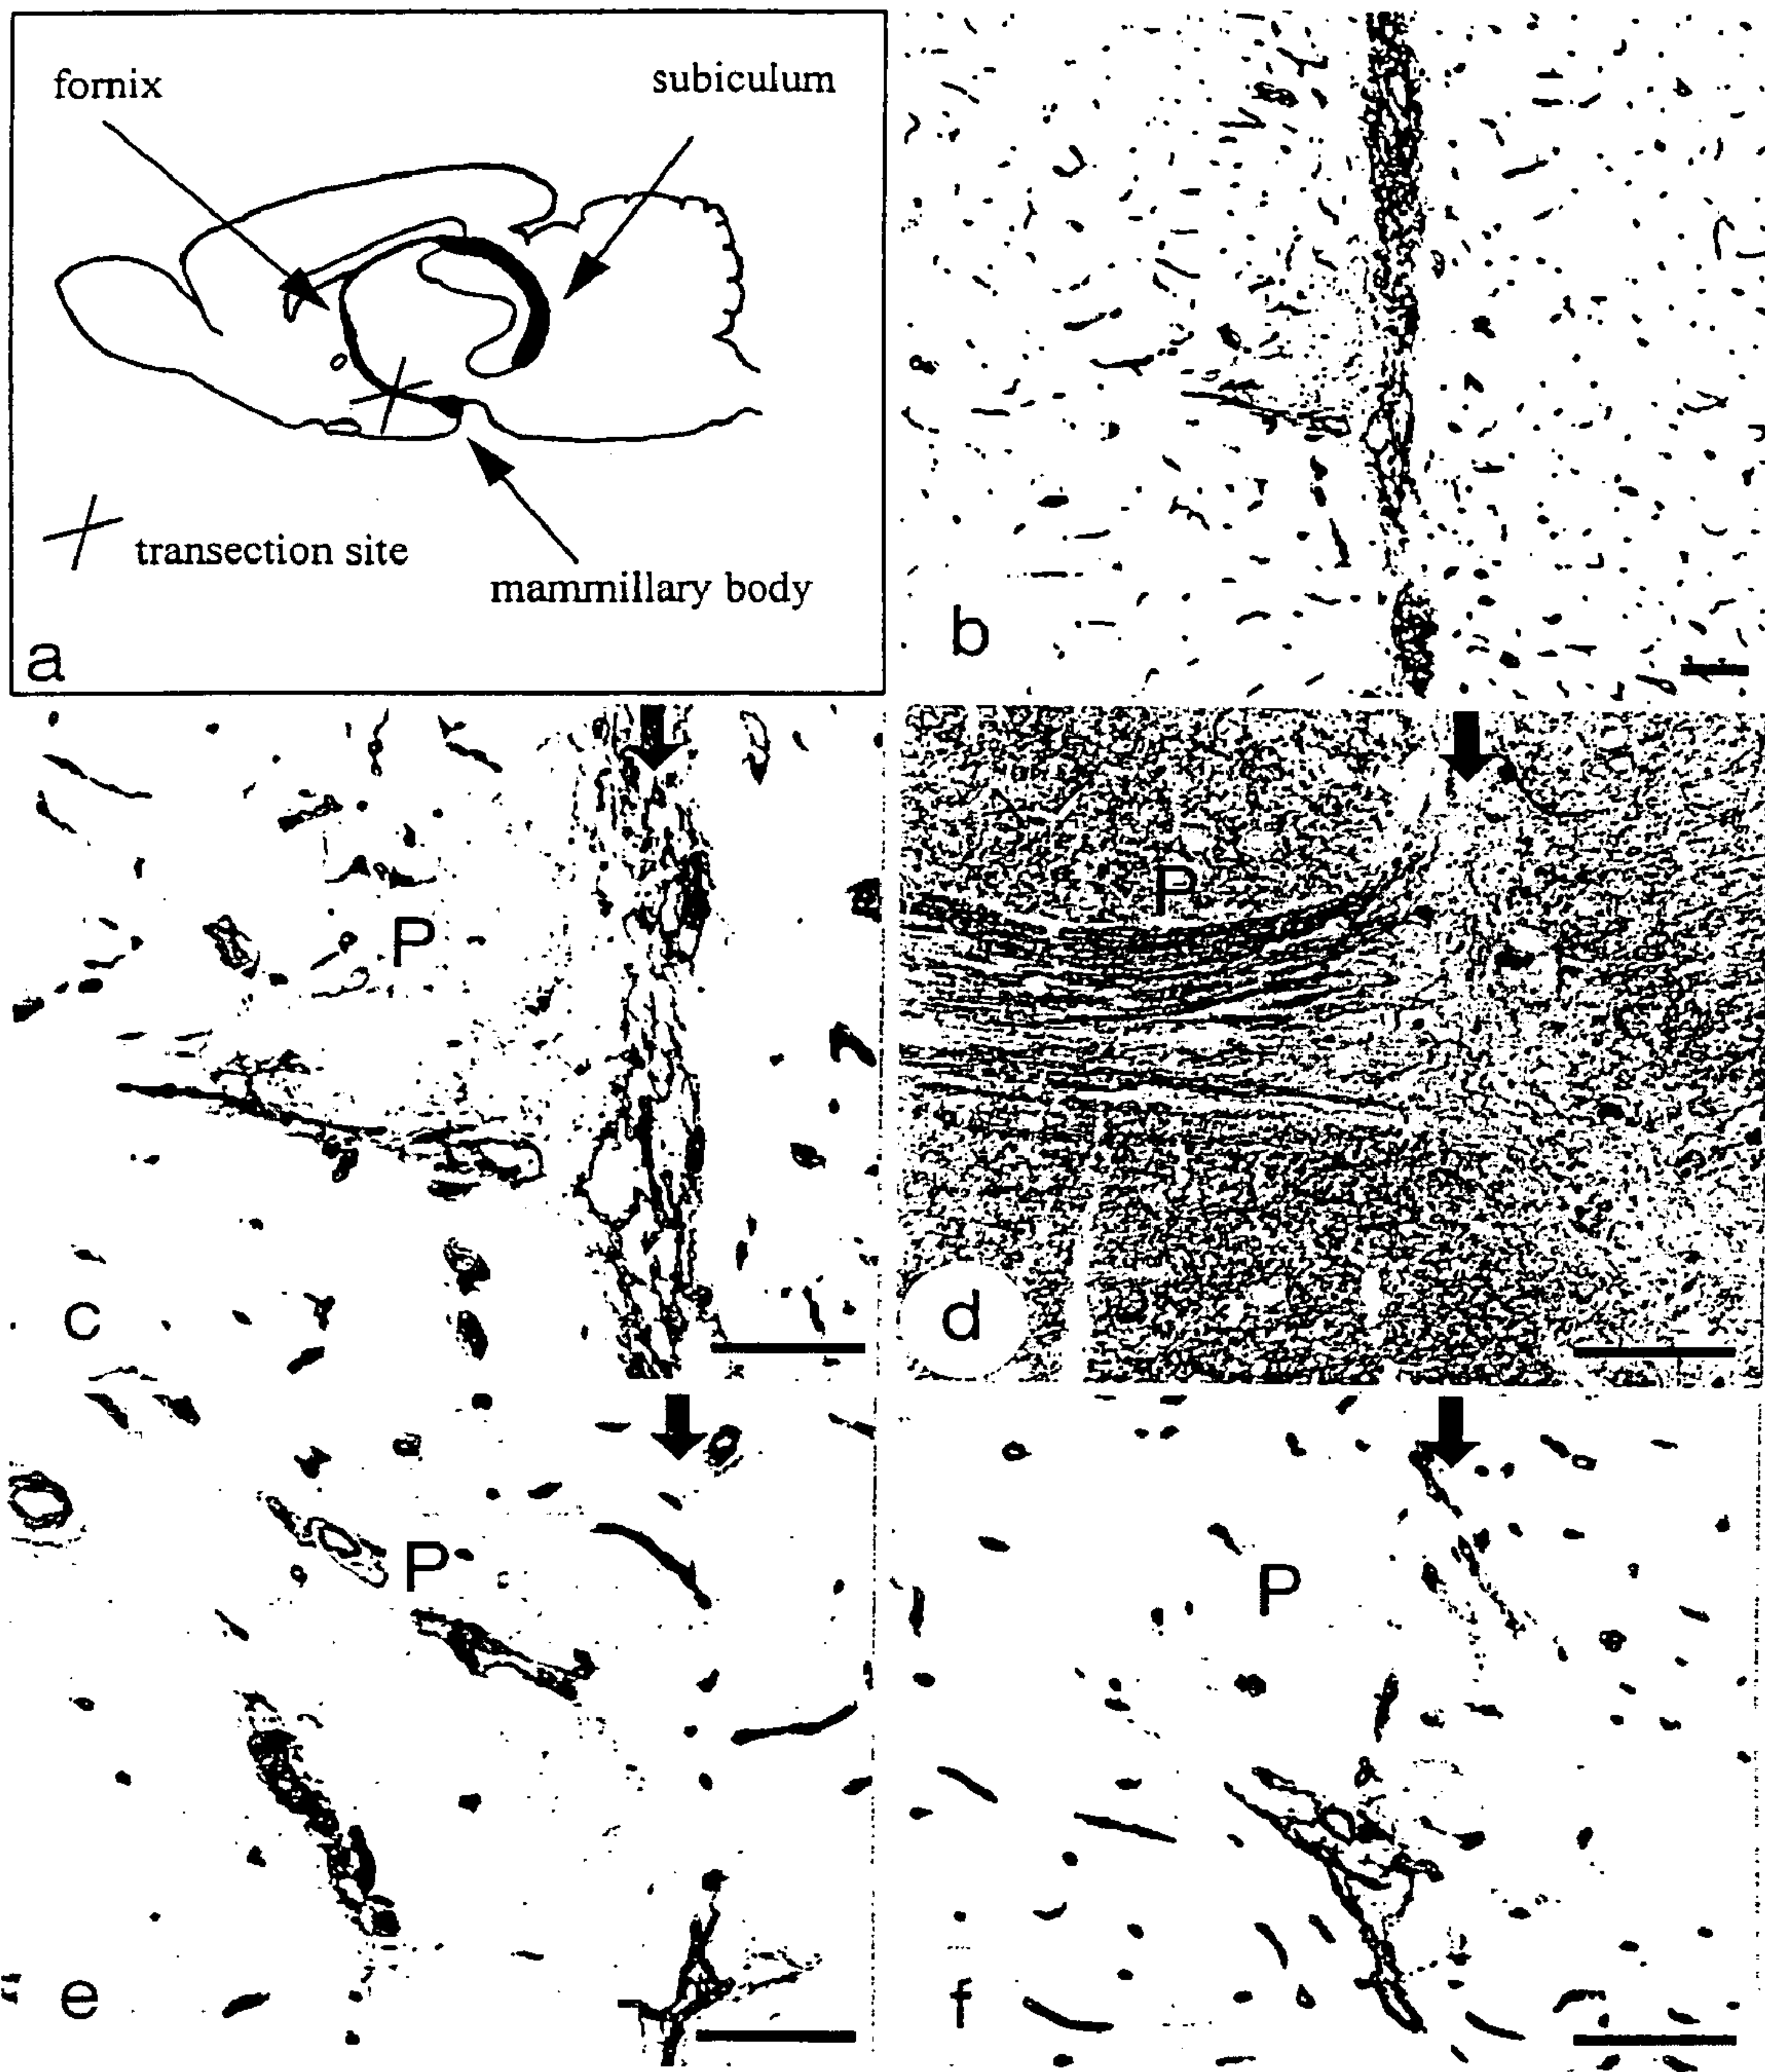 fornix
subiculum
transection site
mammillary body
a
b
P
c
P
d
P
e
P
f